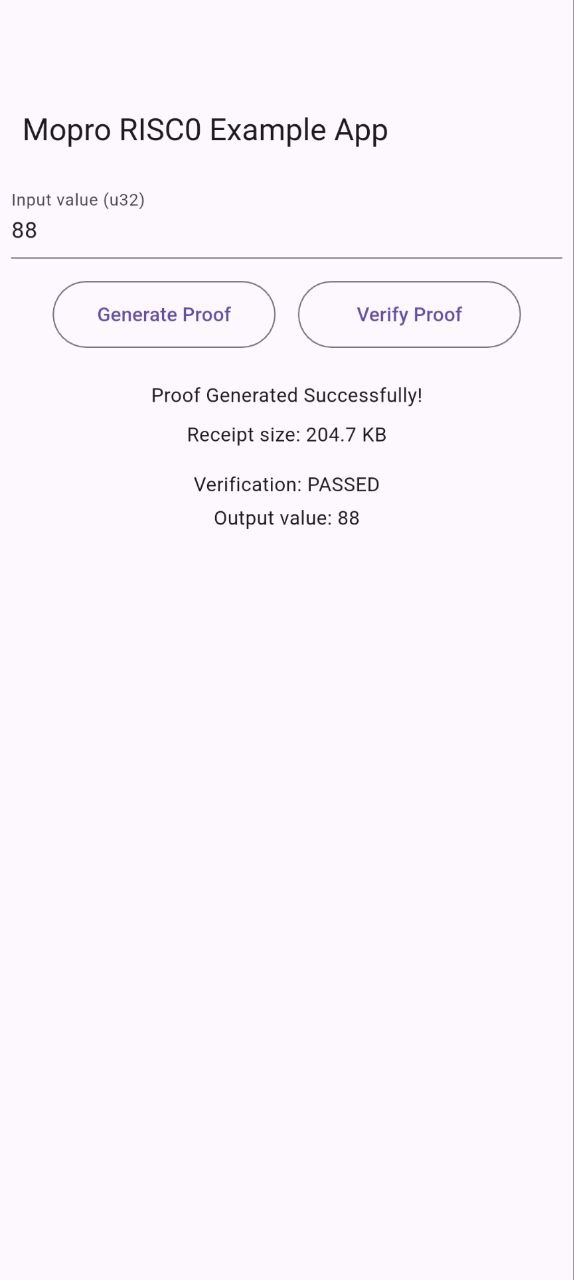 Mopro RISC0 Example App
Input value (u32)
88
Generate Proof Verify Proof
Proof Generated Successfully!
Receipt size: 204.7 KB
Verification: PASSED
Output value: 88